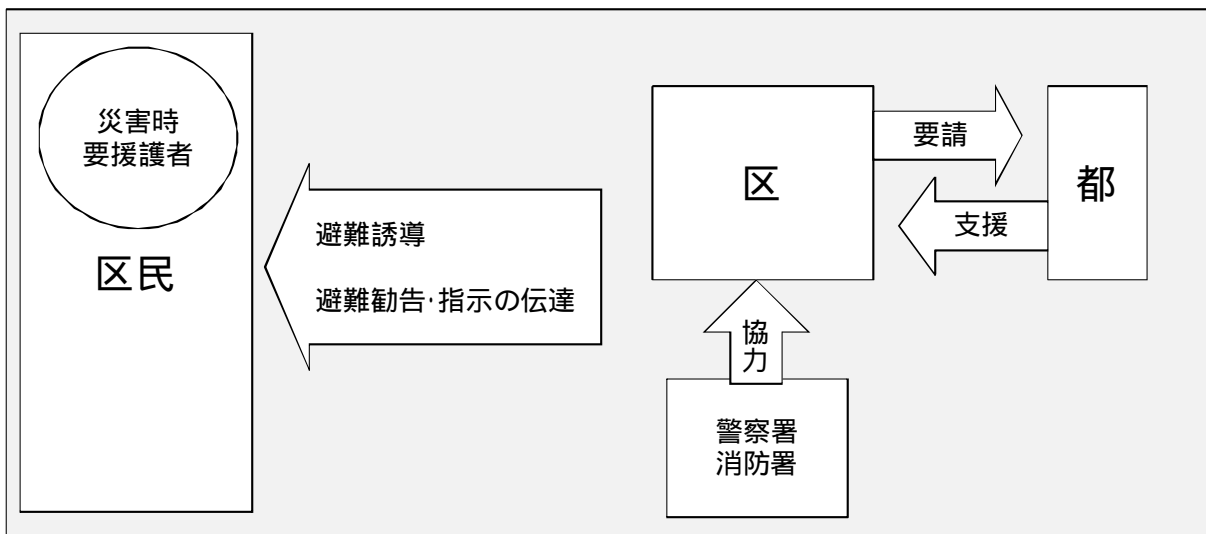 災害時
要援護者
区民
避難誘導
避難勧告･指示の伝達
区
要請
支援
都
協
力
警察署
消防署